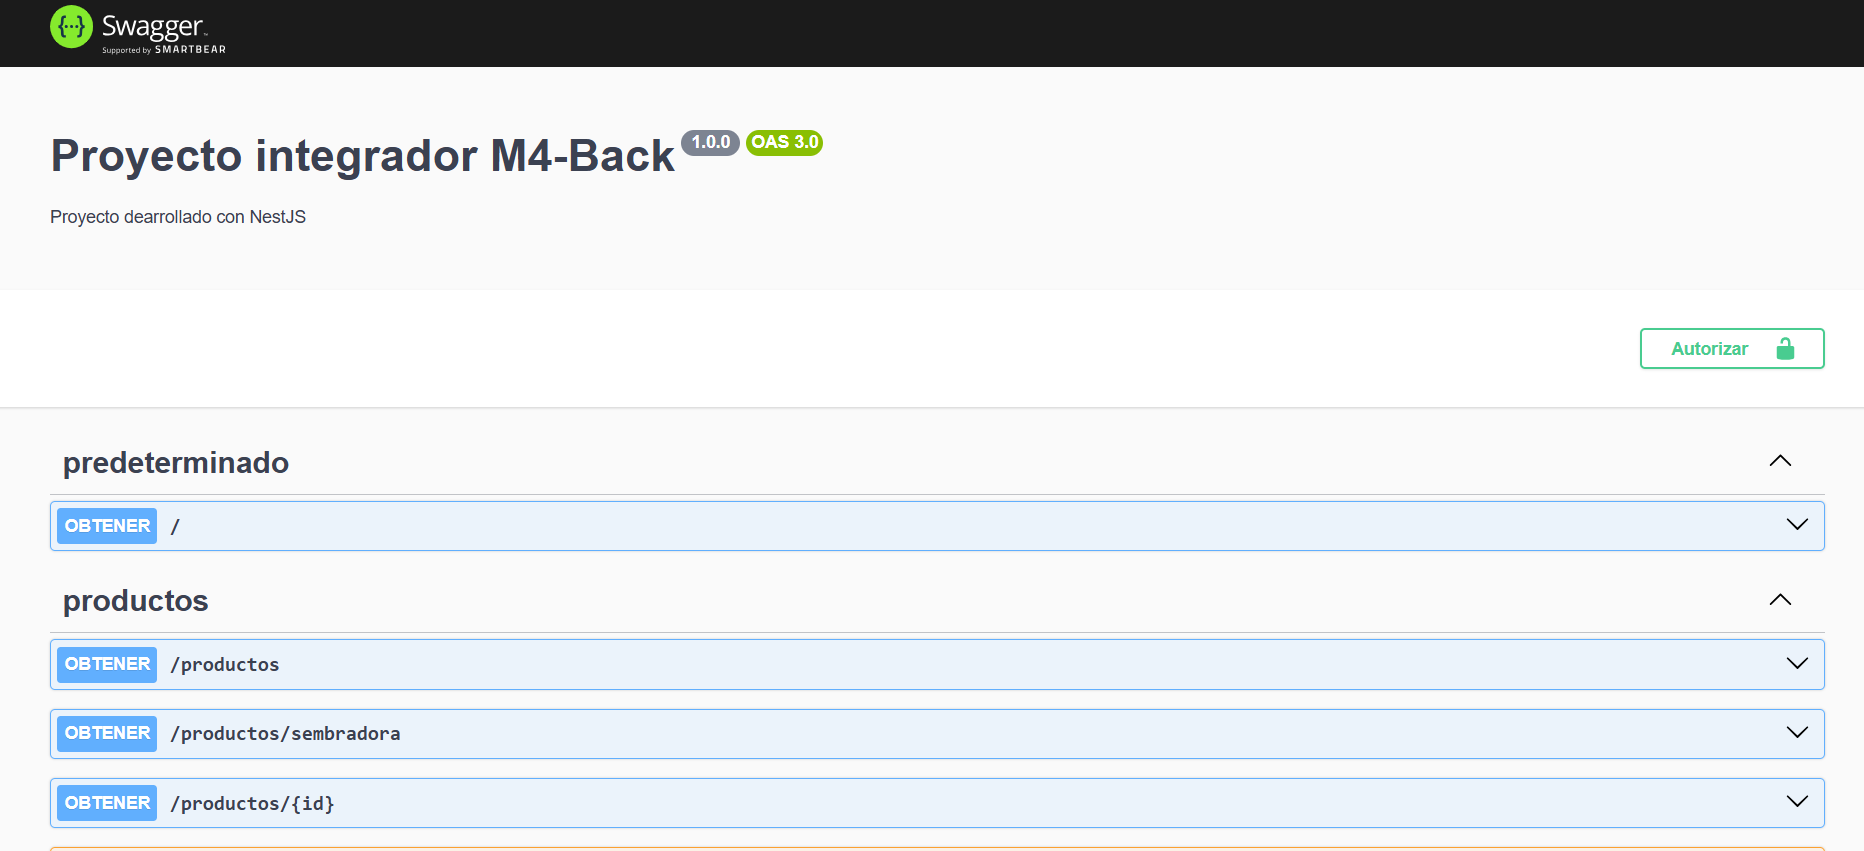 Swagger
Supported by SMARTBEAR
Proyecto integrador M4-Back 1.0.0 OAS 3.0
Proyecto dearrollado con NestJS
Autorizar
predeterminado
OBTENER /
productos
OBTENER /productos
OBTENER /productos/sembradora
OBTENER /productos/{id}